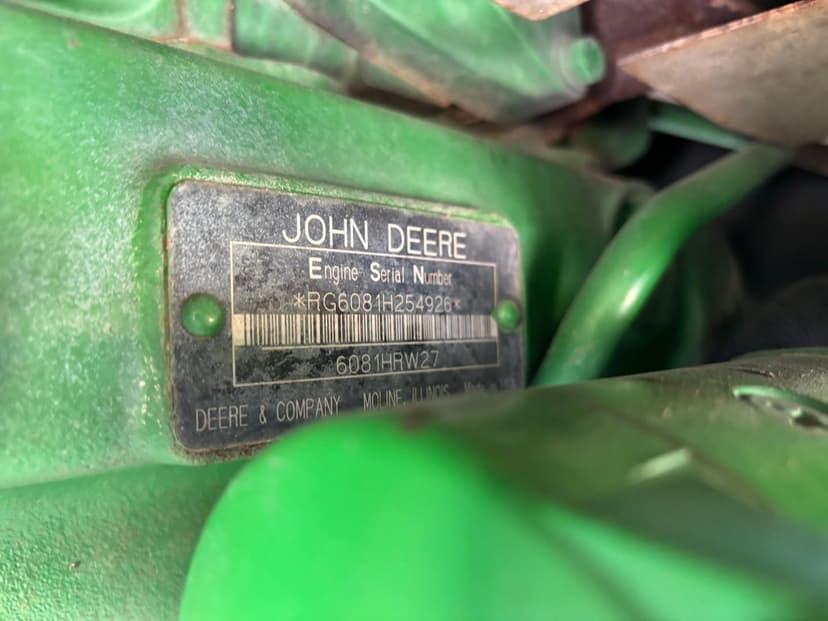 JOHN DEERE
Engine Serial Number
*RG6081H254926*
6081HRW27
DEERE & COMPANY MOLINE, ILLINOIS